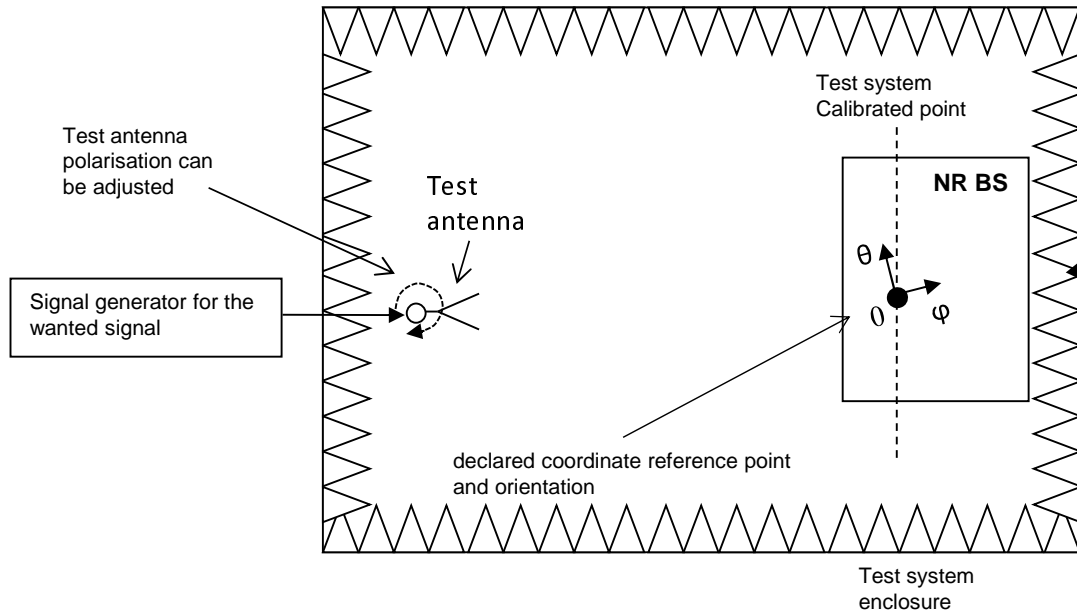 Test system
Calibrated point
Test antenna
polarisation can
be adjusted
Test
antenna
NR BS
θ
Signal generator for the
wanted signal
0
φ
declared coordinate reference point
and orientation
Test system
enclosure